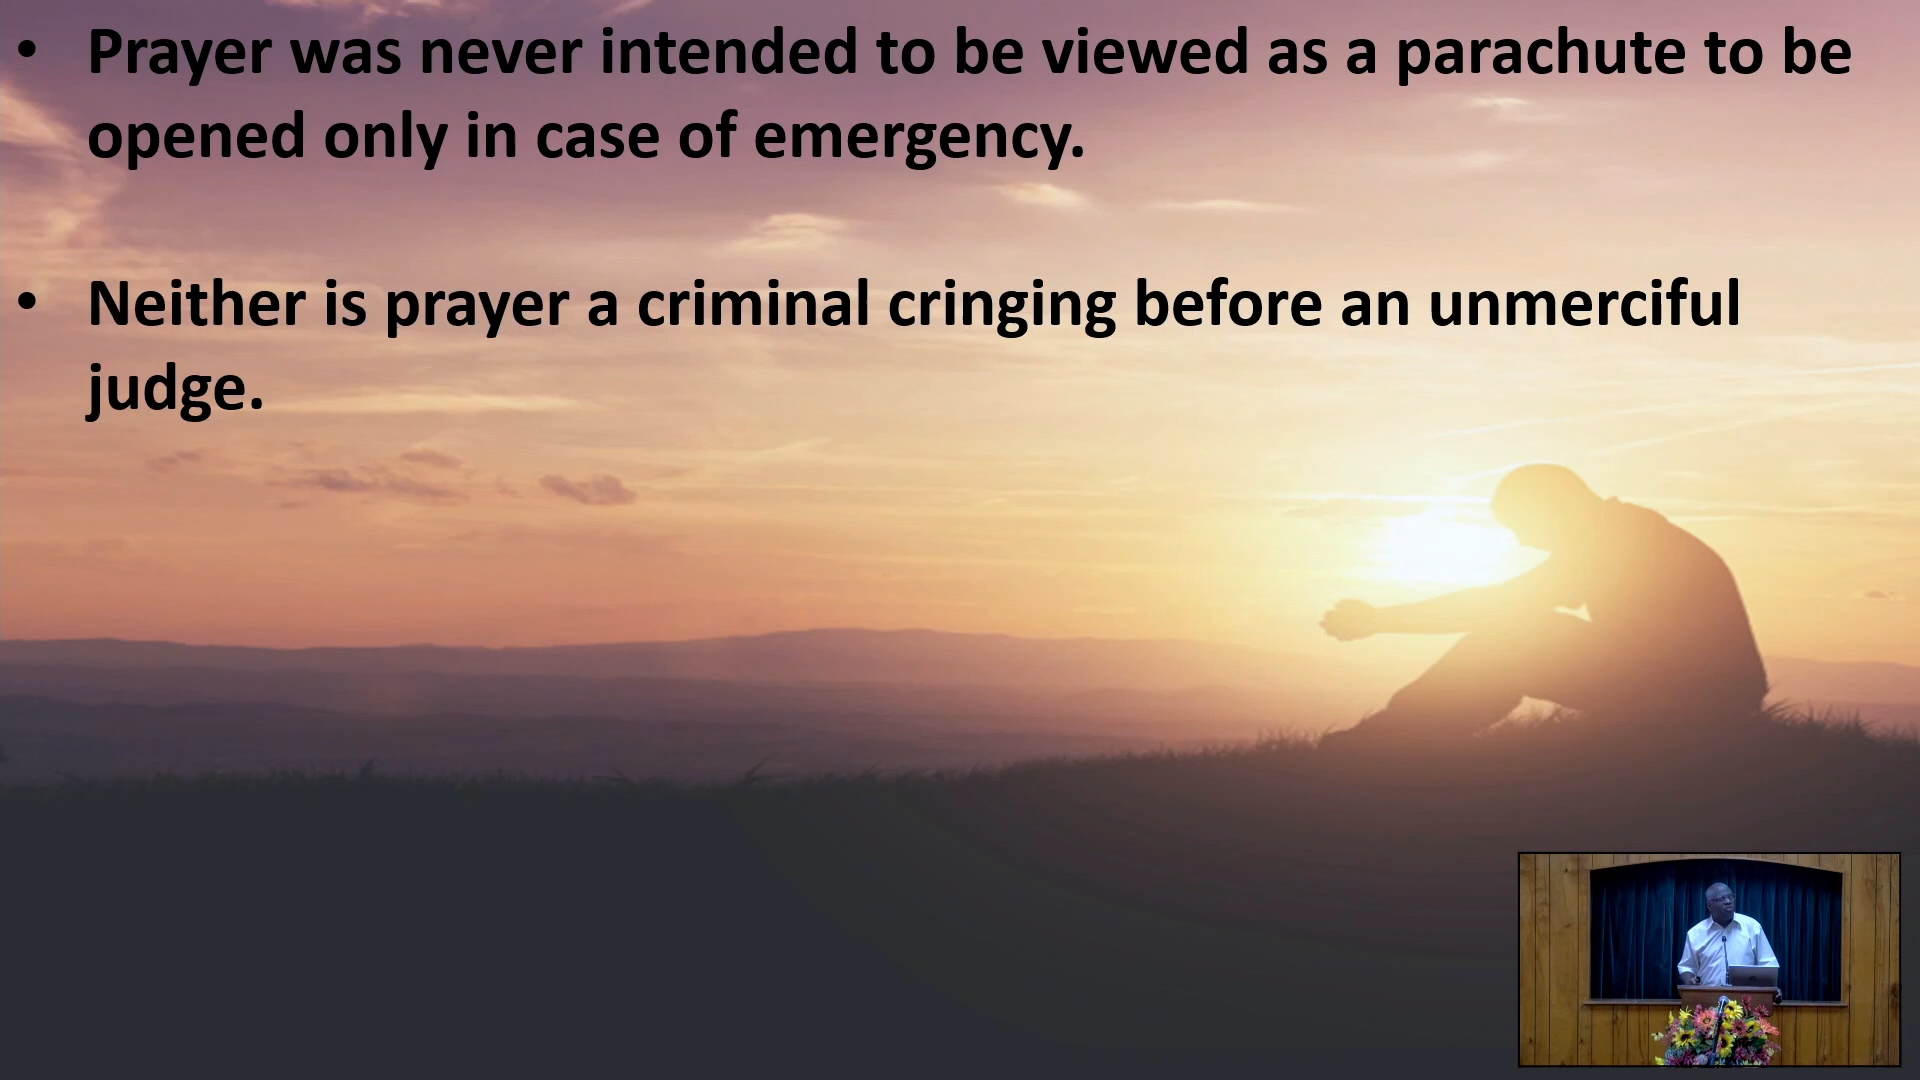 • Prayer was never intended to be viewed as a parachute to be
opened only in case of emergency.
• Neither is prayer a criminal cringing before an unmerciful
judge.